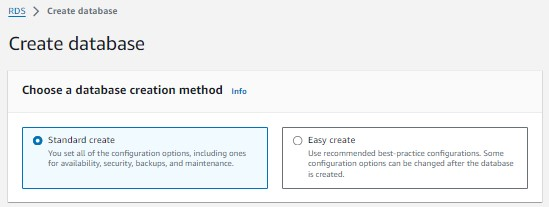 RDS > Create database
Create database
Choose a database creation method Info
Standard create
You set all of the configuration options, including ones
for availability, security, backups, and maintenance.
Easy create
Use recommended best-practice configurations. Some
configuration options can be changed after the database
is created.